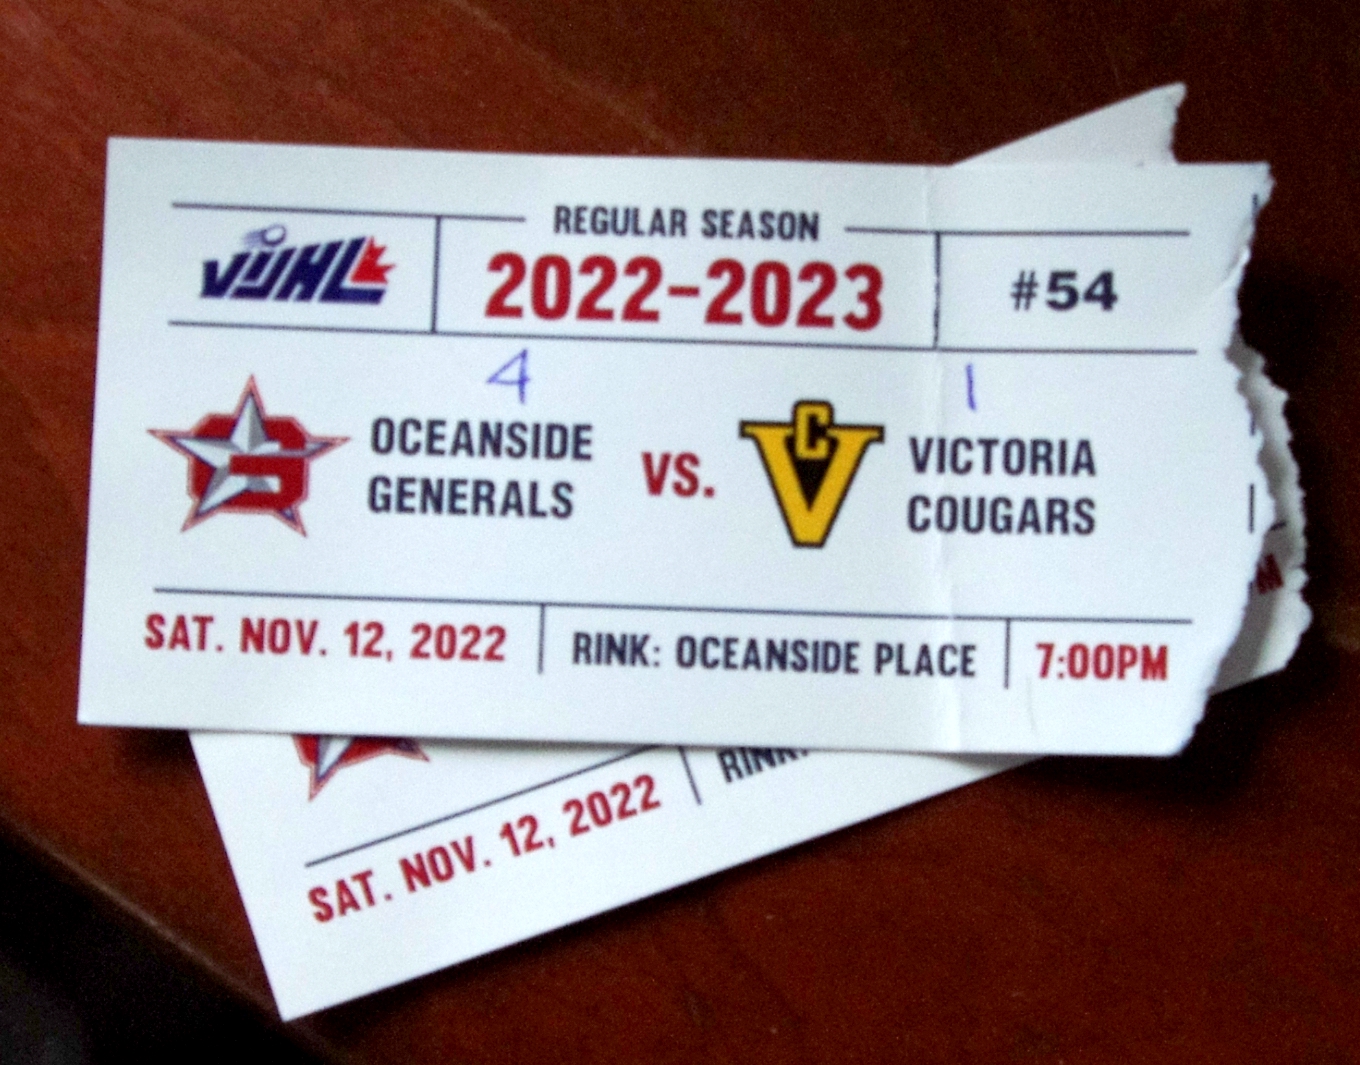 REGULAR SEASON
VIJHL
2022-2023
#54
4
1
OCEANSIDE
GENERALS
VS.
VICTORIA
COUGARS
SAT. NOV. 12, 2022
RINK: OCEANSIDE PLACE
7:00PM
SAT. NOV. 12, 2022
RINK:
M